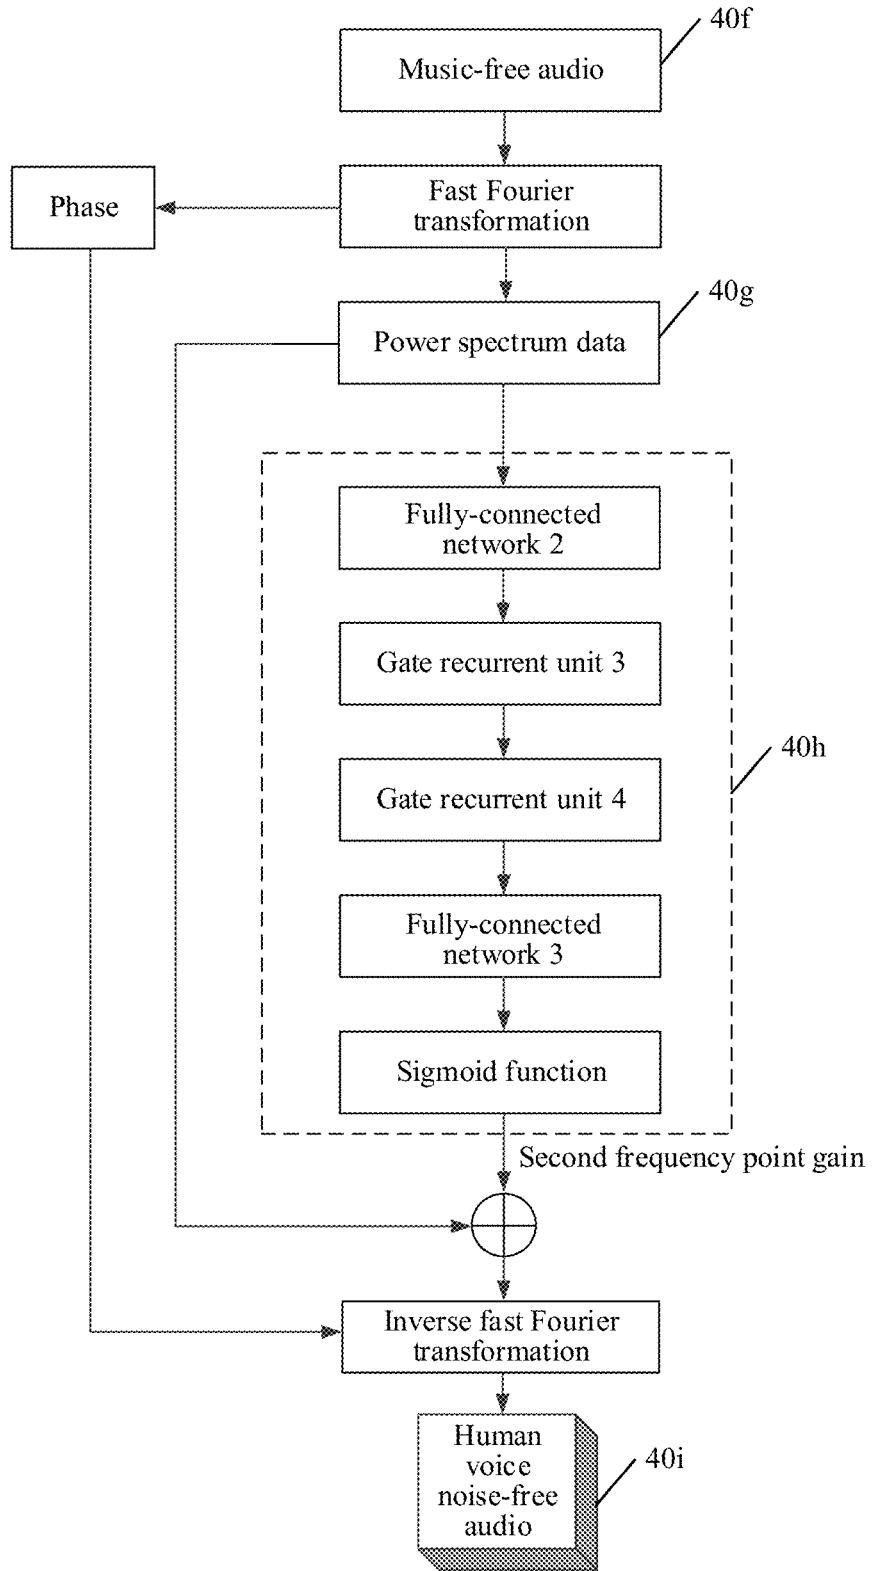 40f
Music-free audio
Phase
Fast Fourier
transformation
40g
Power spectrum data
Fully-connected
network 2
Gate recurrent unit 3
40h
Gate recurrent unit 4
Fully-connected
network 3
Sigmoid function
Second frequency point gain
Inverse fast Fourier
transformation
Human
voice
noise-free
audio
40i